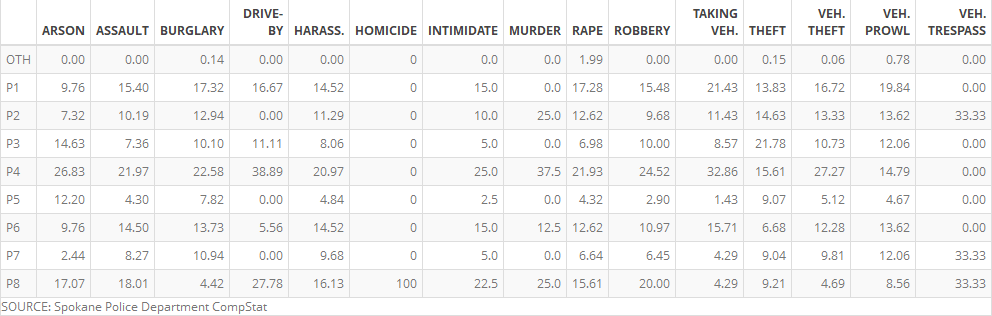 ARSON ASSAULT BURGLARY DRIVE-BY HARASS. HOMICIDE INTIMIDATE MURDER RAPE ROBBERY TAKING VEH. THEFT VEH. THEFT VEH. PROWL VEH. TRESPASS
OTH 0.00 0.00 0.14 0.00 0.00 0 0.0 0.0 1.99 0.00 0.00 0.15 0.06 0.78 0.00
P1 9.76 15.40 17.32 16.67 14.52 0 15.0 0.0 17.28 15.48 21.43 13.83 16.72 19.84 0.00
P2 7.32 10.19 12.94 0.00 11.29 0 10.0 25.0 12.62 9.68 11.43 14.63 13.33 13.62 33.33
P3 14.63 7.36 10.10 11.11 8.06 0 5.0 0.0 6.98 10.00 8.57 21.78 10.73 12.06 0.00
P4 26.83 21.97 22.58 38.89 20.97 0 25.0 37.5 21.93 24.52 32.86 15.61 27.27 14.79 0.00
P5 12.20 4.30 7.82 0.00 4.84 0 2.5 0.0 4.32 2.90 1.43 9.07 5.12 4.67 0.00
P6 9.76 14.50 13.73 5.56 14.52 0 15.0 12.5 12.62 10.97 15.71 6.68 12.28 13.62 0.00
P7 2.44 8.27 10.94 0.00 9.68 0 5.0 0.0 6.64 6.45 4.29 9.04 9.81 12.06 33.33
P8 17.07 18.01 4.42 27.78 16.13 100 22.5 25.0 15.61 20.00 4.29 9.21 4.69 8.56 33.33
SOURCE: Spokane Police Department CompStat